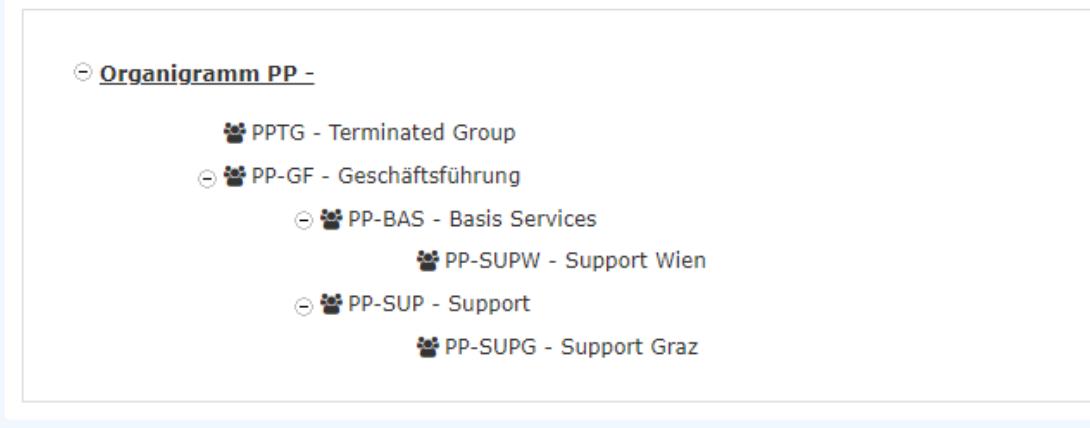 Organigramm PP -
PPTG - Terminated Group
PP-GF - Geschäftsführung
PP-BAS - Basis Services
PP-SUPW - Support Wien
PP-SUP - Support
PP-SUPG - Support Graz